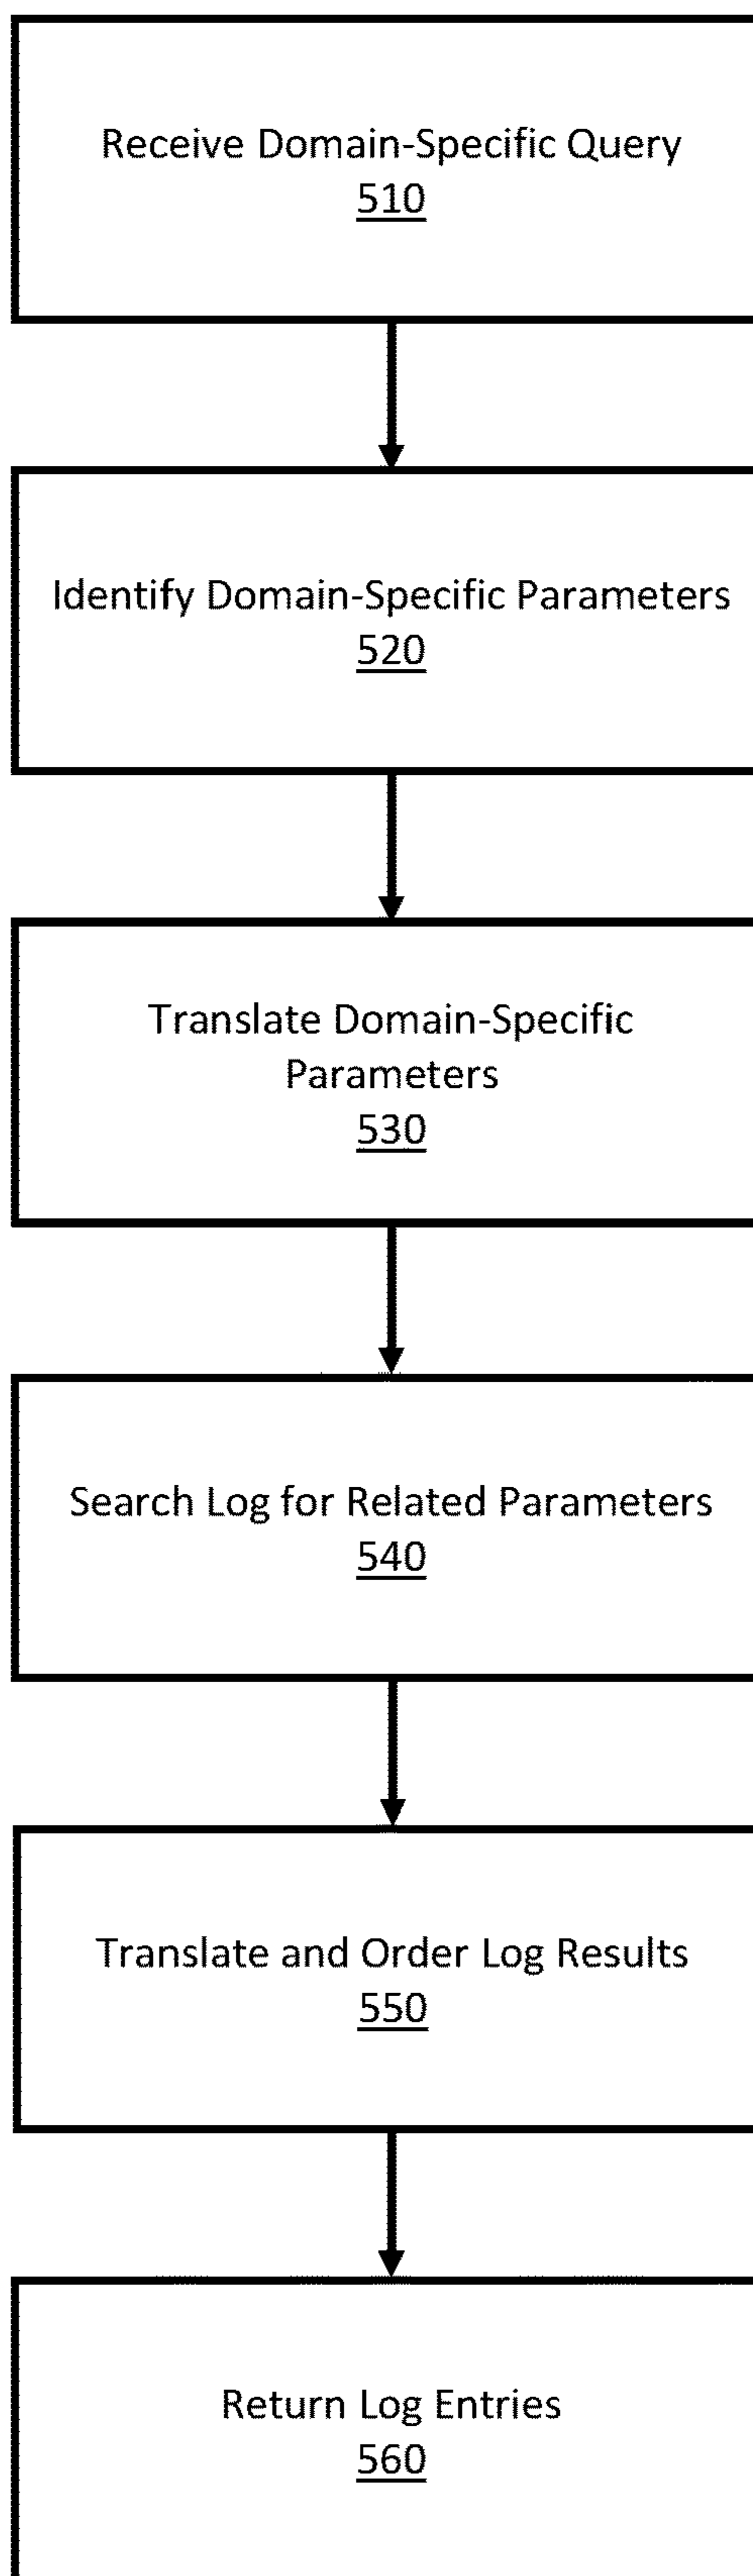 Receive Domain-Specific Query
510
Identify Domain-Specific Parameters
520
Translate Domain-Specific
Parameters
530
Search Log for Related Parameters
540
Translate and Order Log Results
550
Return Log Entries
560